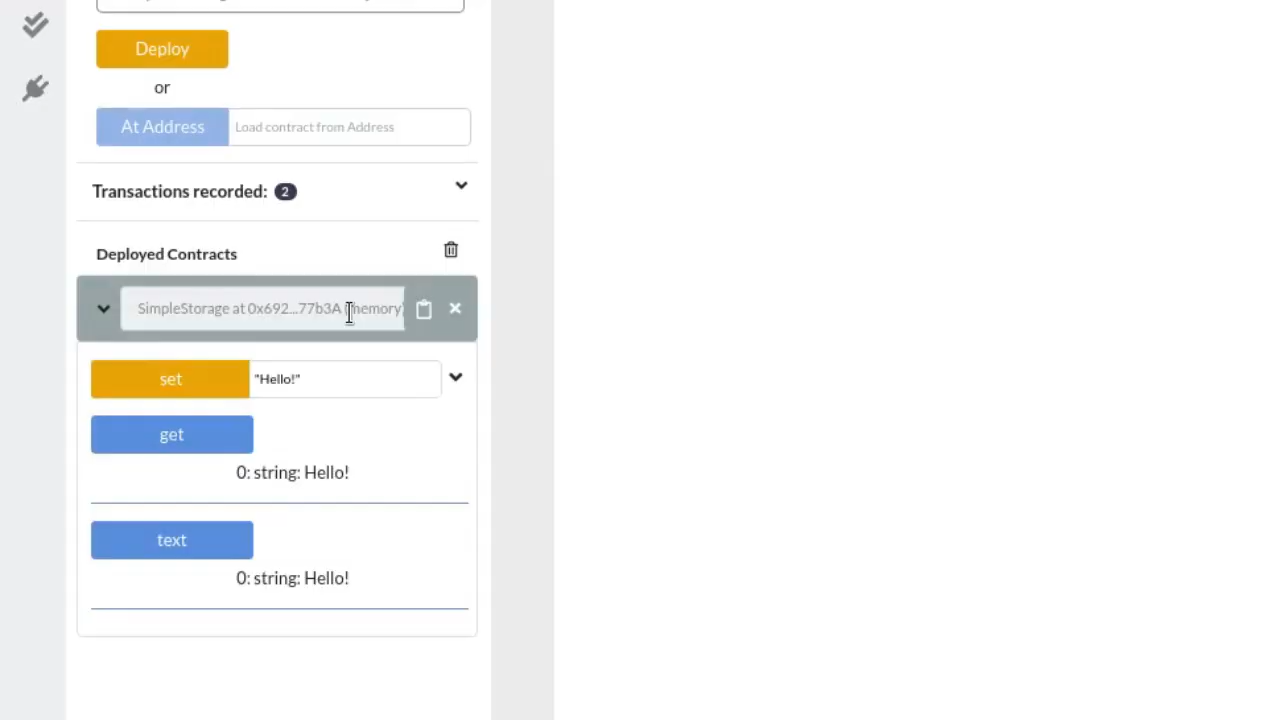 Deploy
or
At Address Load contract from Address
Transactions recorded: 2
Deployed Contracts
SimpleStorage at 0x692...77b3A (memory)
set "Hello!"
get
0: string: Hello!
text
0: string: Hello!